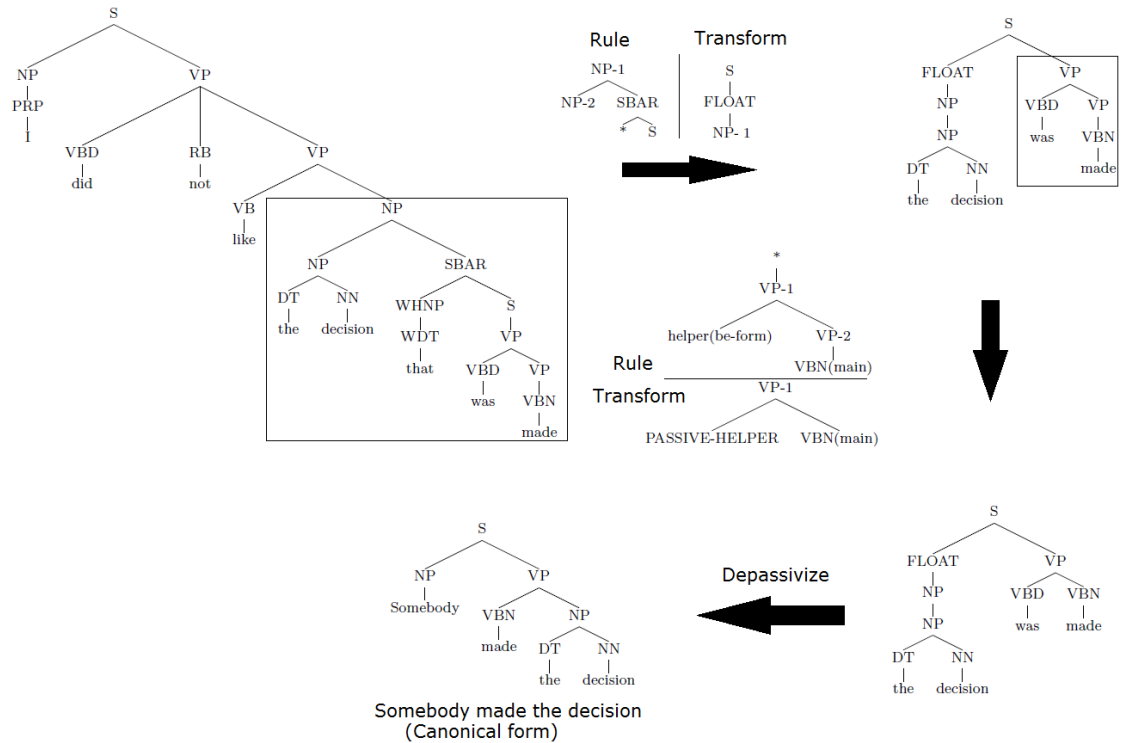 S
NP VP
PRP
I
VBD RB VP
did not
VB NP
like
NP SBAR
DT NN WHNP S
the decision WDT VP
that VBD VP
was VBN
made
Rule Transform
NP-1 S
NP-2 SBAR FLOAT
* S NP- 1
S
FLOAT VP
NP VBD VP
NP was VBN
DT NN made
the decision
*
VP-1
helper(be-form) VP-2
Rule VBN(main)
Transform VP-1
PASSIVE-HELPER VBN(main)
S
FLOAT VP
NP VBD VBN
NP was made
DT NN
the decision
Depassivize
S
NP VP
Somebody VBN NP
made DT NN
the decision
Somebody made the decision
(Canonical form)